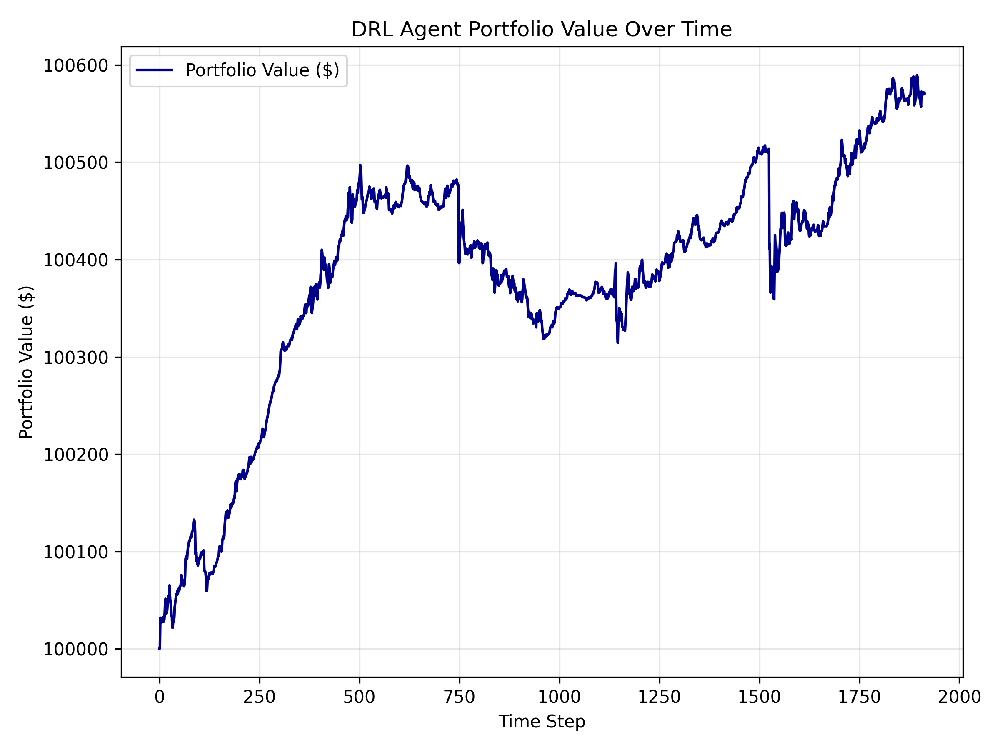 DRL Agent Portfolio Value Over Time
Portfolio Value ($)
Portfolio Value ($)
100600
100500
100400
100300
100200
100100
100000
0 250 500 750 1000 1250 1500 1750 2000
Time Step